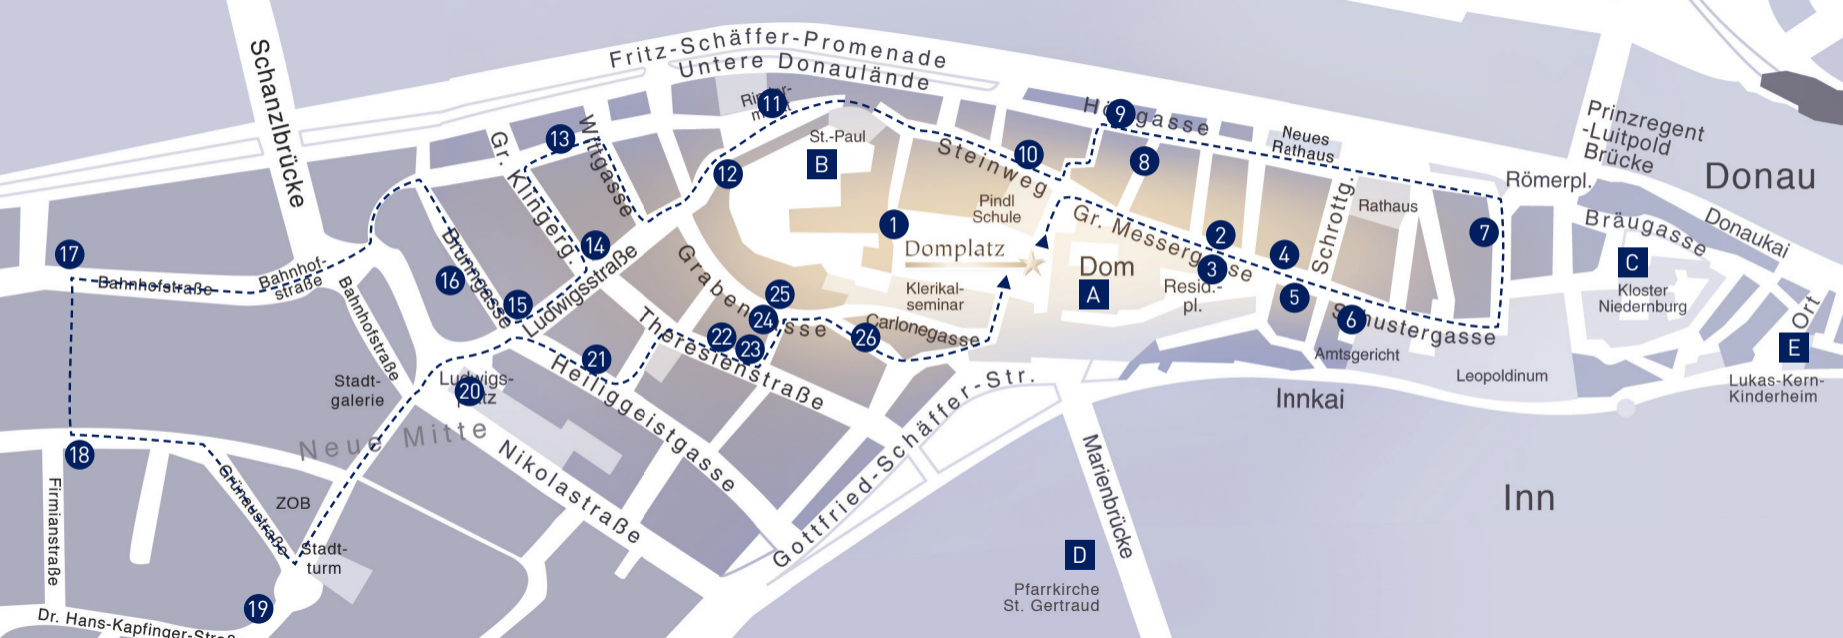 Fritz-Schäffer-Promenade
Untere Donaulände
Schanzlbrücke
11
13
Wittgasse
Gr. Klingerg.
12
St.-Paul
B
Steinweg
10
9
8
Neues
Rathaus
Prinzregent
-Luitpold
Brücke
Donau
Römerpl.
Bräugasse
Donaukai
Pindl
Schule
1
Domplatz
Gr. Messergasse
2
3
4
Schrottg.
Rathaus
7
Dom
A
Resid.-
pl.
5
6
Schustergasse
Amtsgericht
Leopoldinum
C
Kloster
Niedernburg
Ort
E
Lukas-Kern-
Kinderheim
17
Bahnhofstraße
Bahnhof-
straße
Bahnhofstraße
16
Brunngasse
15
14
Ludwigsstraße
Grabengasse
25
24
22
23
Theresienstraße
26
Carlonegasse
Klerikal-
seminar
21
Heiliggeistgasse
Stadt-
galerie
Ludwigs-
platz
20
Neue Mitte
Nikolastraße
Gottfried-Schäffer-Str.
Innkai
Marienbrücke
Inn
18
Firmianstraße
Grünaustraße
ZOB
Stadt-
turm
19
Dr. Hans-Kapfinger-Straß
D
Pfarrkirche
St. Gertraud